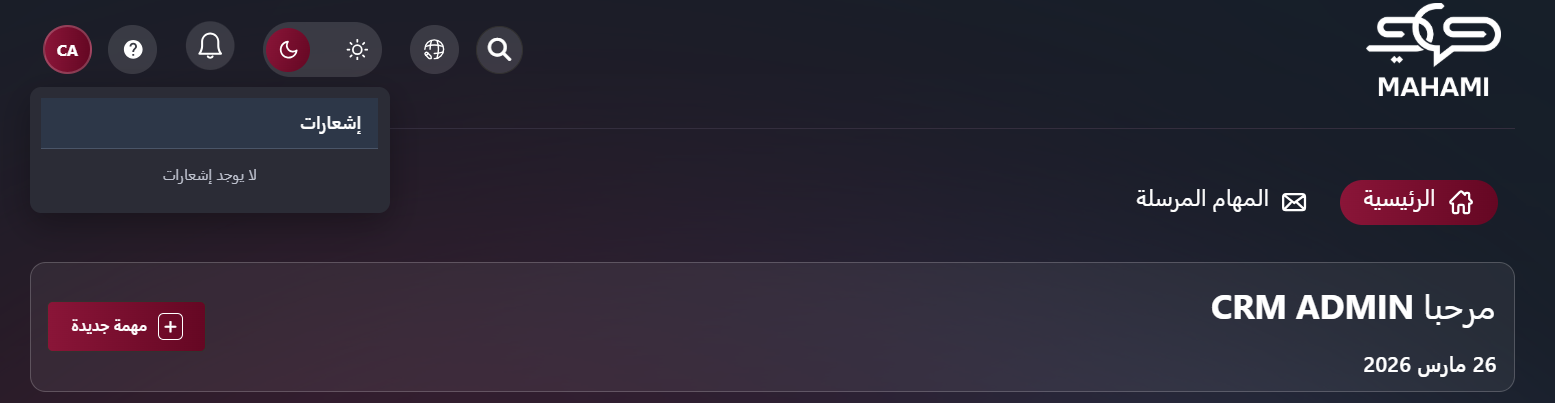 MAHAMI
CA
إشعارات
لا يوجد إشعارات
الرئيسية
المهام المرسلة
مرحبا CRM ADMIN
26 مارس 2026
مهمة جديدة